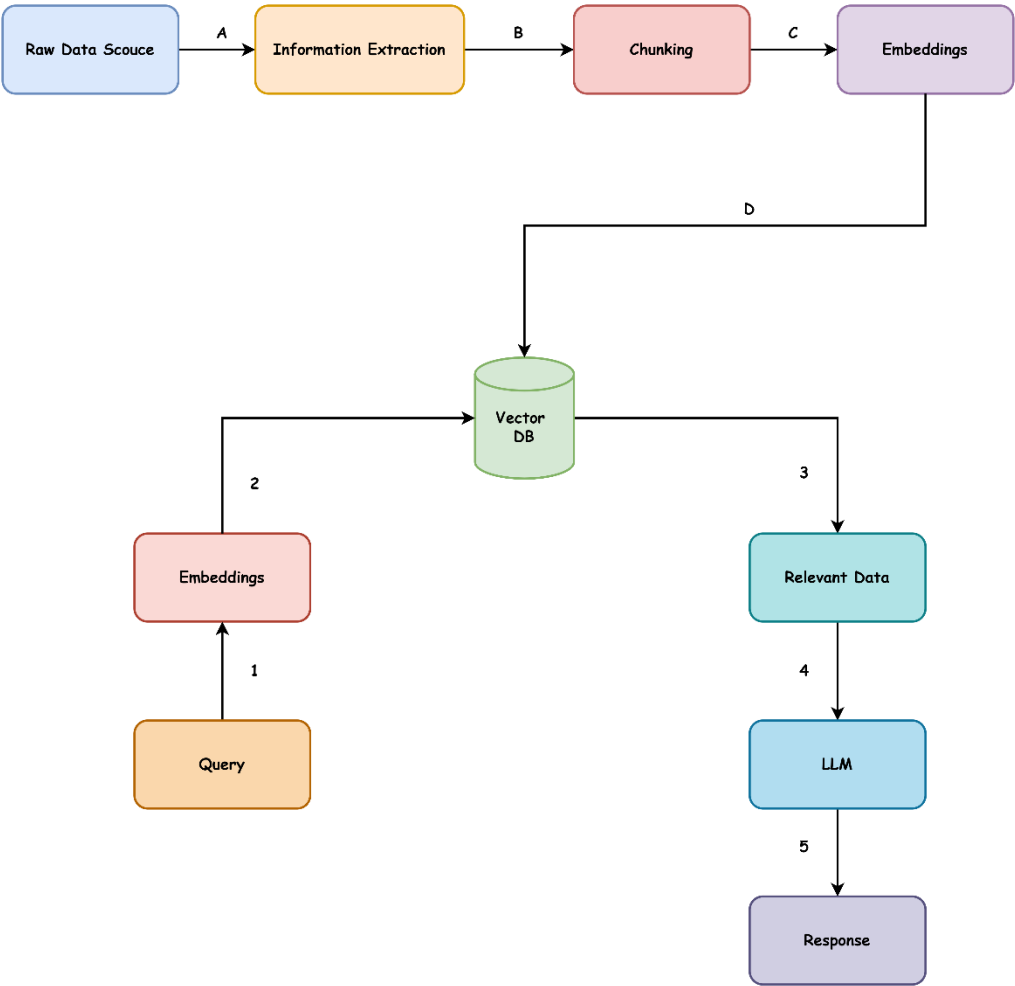 Raw Data Scouce
A
Information Extraction
B
Chunking
C
Embeddings
D
Vector
DB
2
3
Embeddings
Relevant Data
1
4
Query
LLM
5
Response